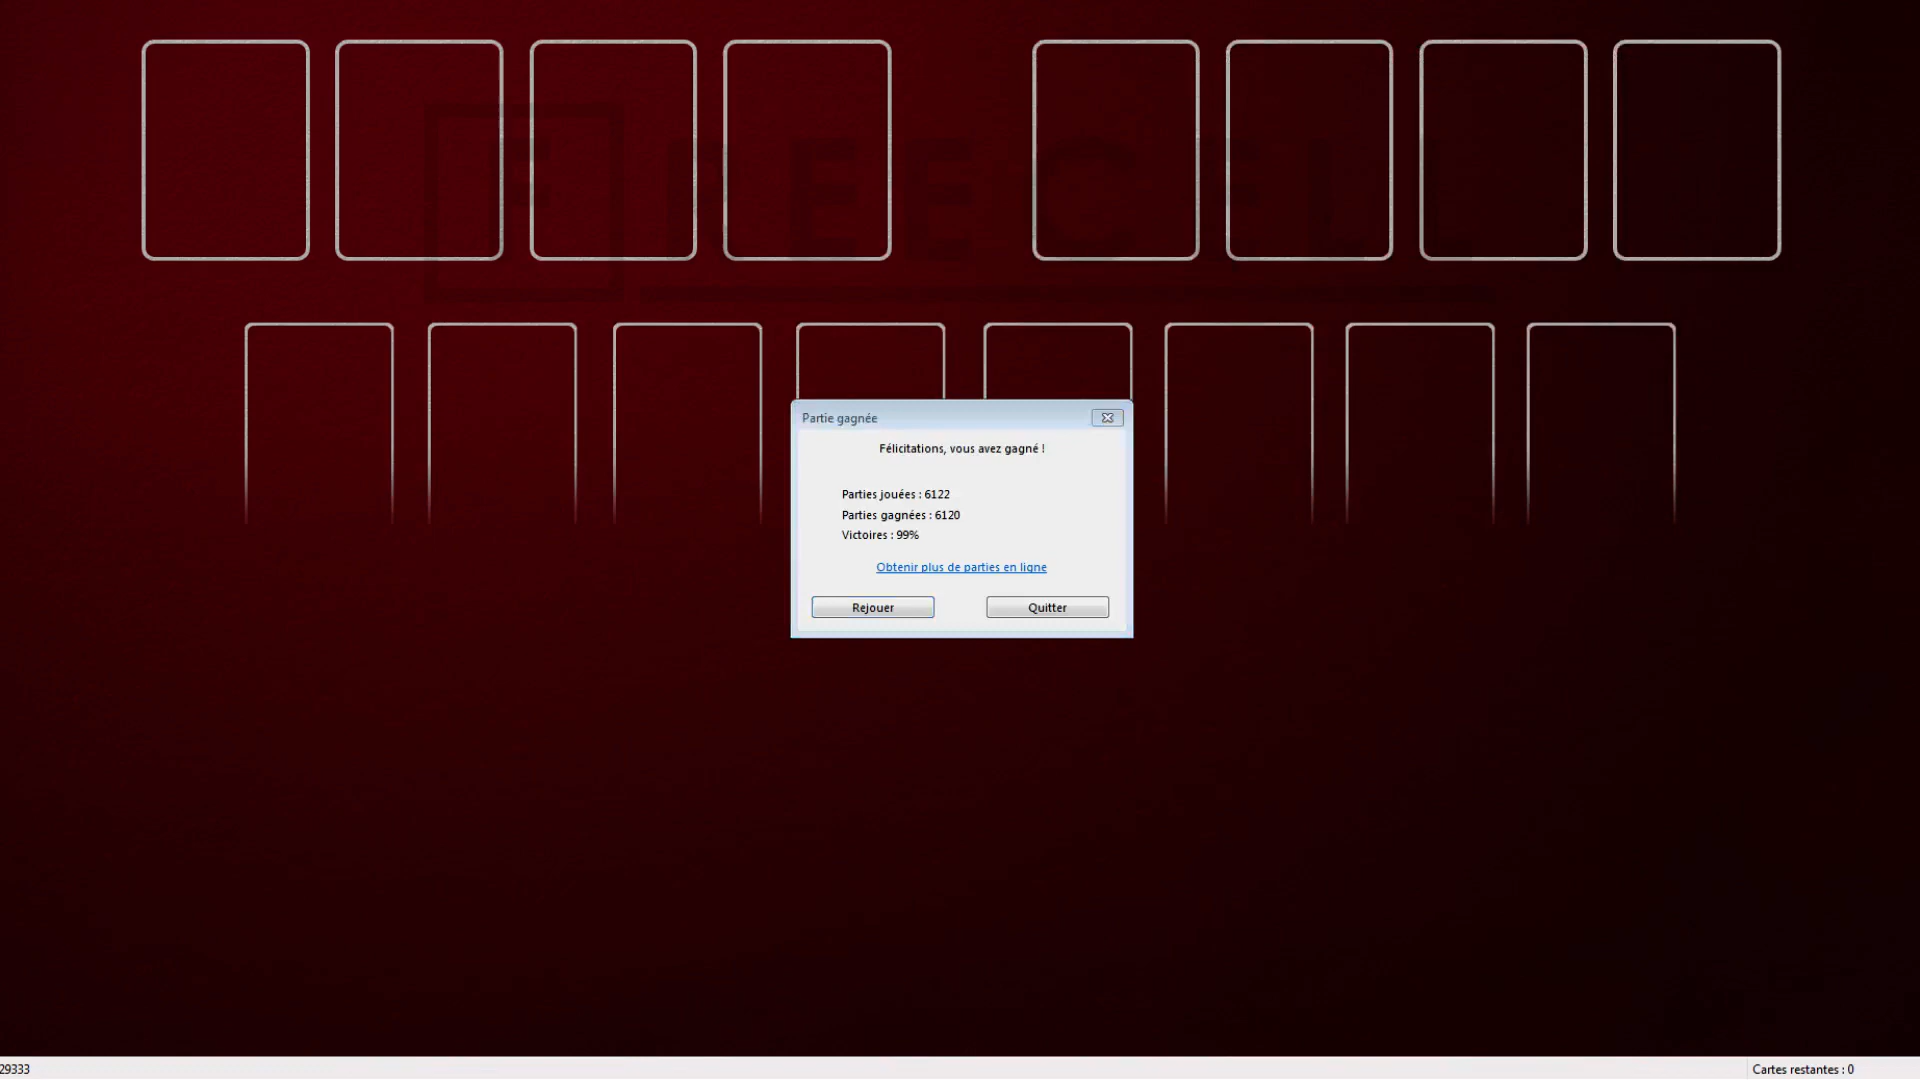 FREECELL
Partie gagnée
Félicitations, vous avez gagné !
Parties jouées : 6122
Parties gagnées : 6120
Victoires : 99%
Obtenir plus de parties en ligne
Rejouer
Quitter
29333
Cartes restantes : 0